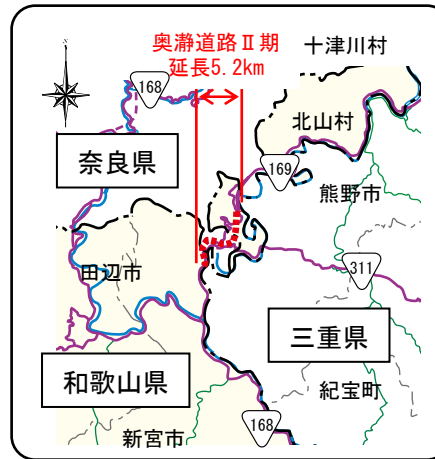 奥瀞道路Ⅱ期
延長5.2km
十津川村
168
北山村
奈良県
169
熊野市
田辺市
311
三重県
和歌山県
紀宝町
168
新宮市